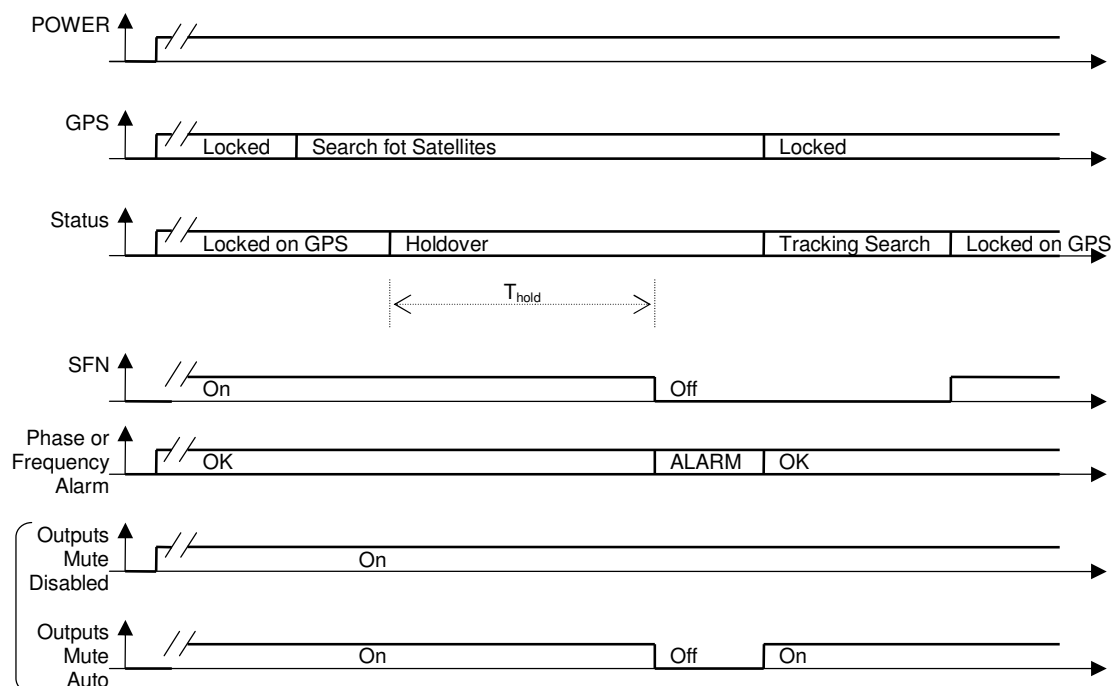 POWER
GPS
Locked
Search fot Satellites
Locked
Status
Locked on GPS
Holdover
Tracking Search
Locked on GPS
Thold
SFN
On
Off
Phase or
Frequency
Alarm
OK
ALARM
OK
Outputs
Mute
Disabled
On
Outputs
Mute
Auto
On
Off
On